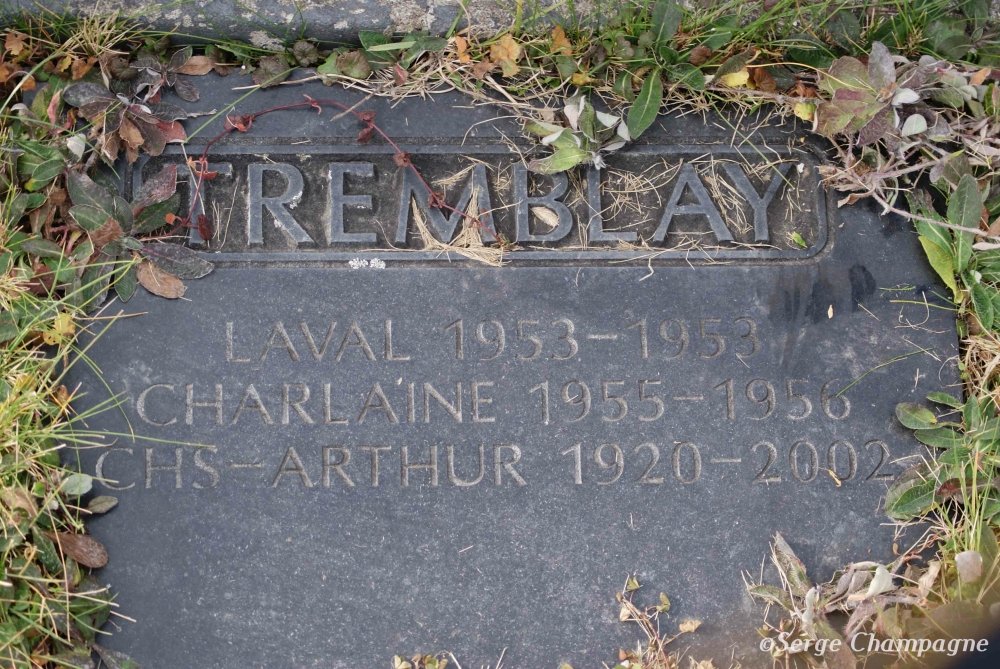 TREMBLAY
LAVAL 1953-1953
CHARLAINE 1955-1956
CHS-ARTHUR 1920-2002
©Serge Champagne